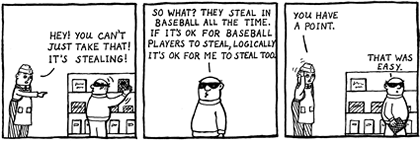 HEY! YOU CAN'T
JUST TAKE THAT!
IT'S STEALING!
SO WHAT? THEY STEAL IN
BASEBALL ALL THE TIME.
IF IT'S OK FOR BASEBALL
PLAYERS TO STEAL, LOGICALLY
IT'S OK FOR ME TO STEAL TOO.
YOU HAVE
A POINT.
THAT WAS
EASY.